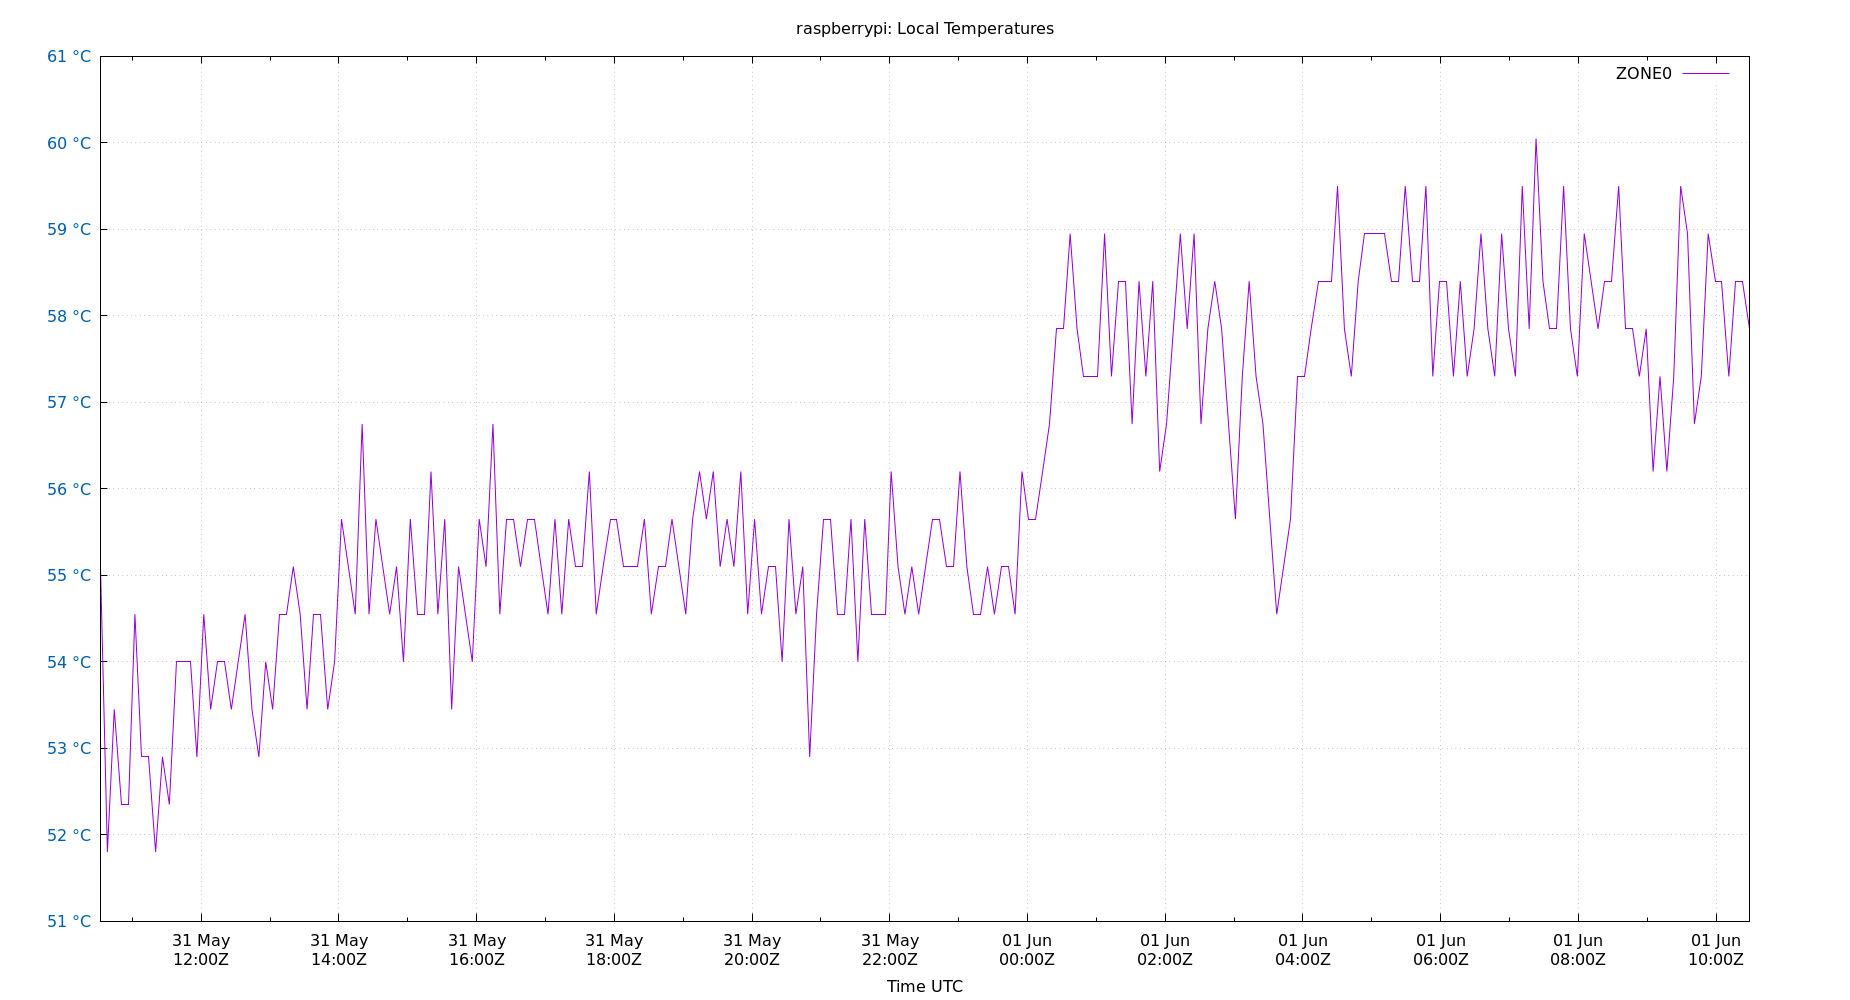 raspberrypi: Local Temperatures
61 °C
ZONE0
60 °C
59 °C
58 °C
57 °C
56 °C
55 °C
54 °C
53 °C
52 °C
51 °C
31 May
12:00Z
31 May
14:00Z
31 May
16:00Z
31 May
18:00Z
31 May
20:00Z
31 May
22:00Z
01 Jun
00:00Z
01 Jun
02:00Z
01 Jun
04:00Z
01 Jun
06:00Z
01 Jun
08:00Z
01 Jun
10:00Z
Time UTC